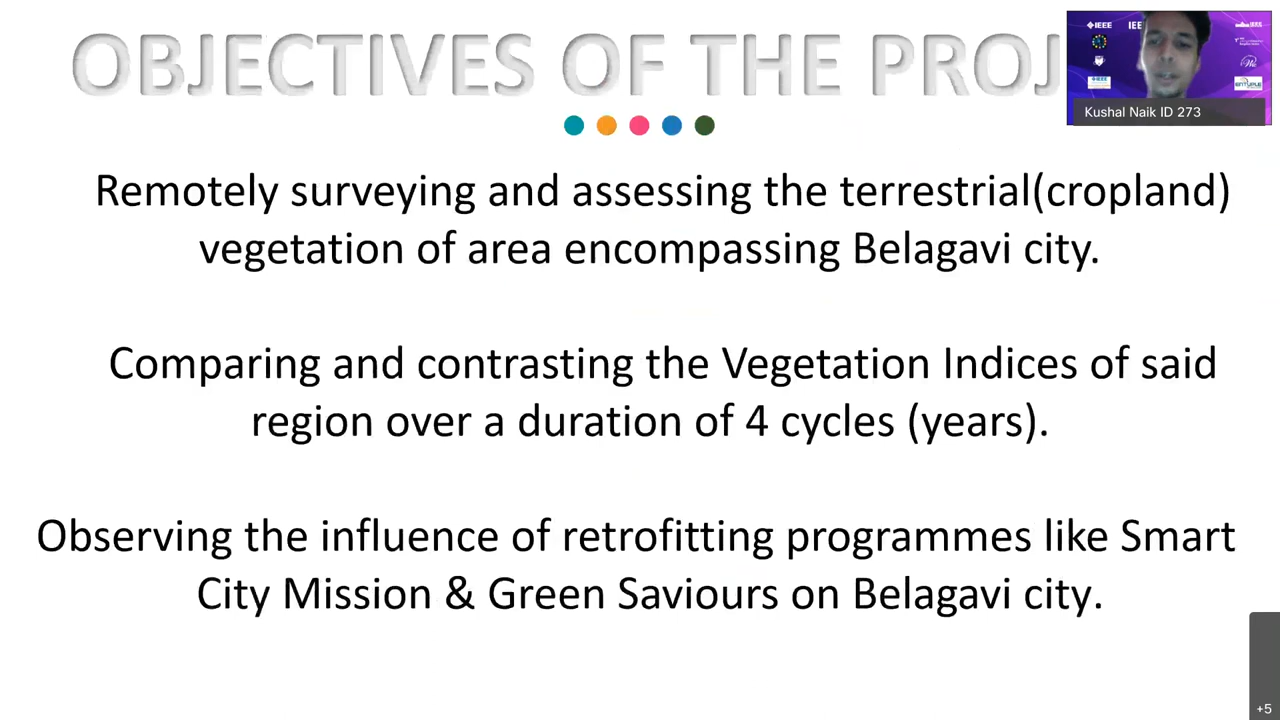 OBJECTIVES OF THE PROJ
IEEE
IEE
Kushal Naik ID 273
Remotely surveying and assessing the terrestrial(cropland)
vegetation of area encompassing Belagavi city.
Comparing and contrasting the Vegetation Indices of said
region over a duration of 4 cycles (years).
Observing the influence of retrofitting programmes like Smart
City Mission & Green Saviours on Belagavi city.
+5